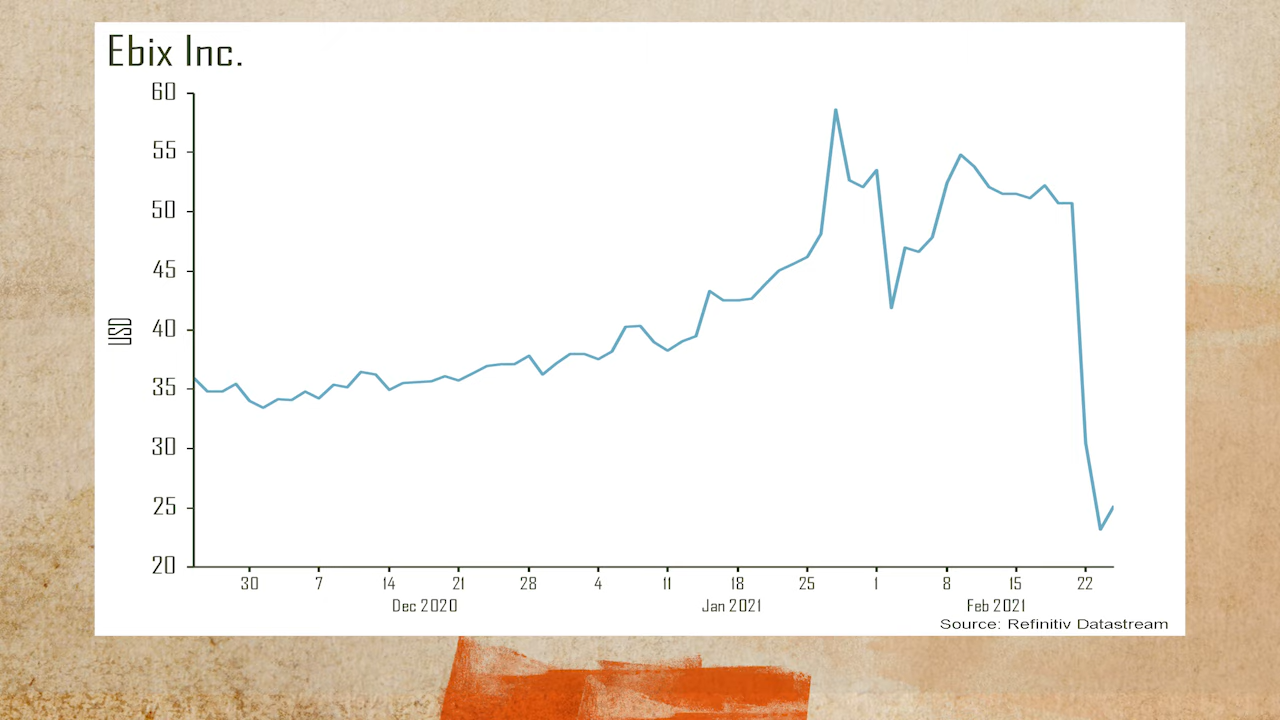 Ebix Inc.
60
55
50
45
40
35
30
25
20
USD
30 7 14 21 28 4 11 18 25 1 8 15 22
Dec 2020 Jan 2021 Feb 2021
Source: Refinitiv Datastream